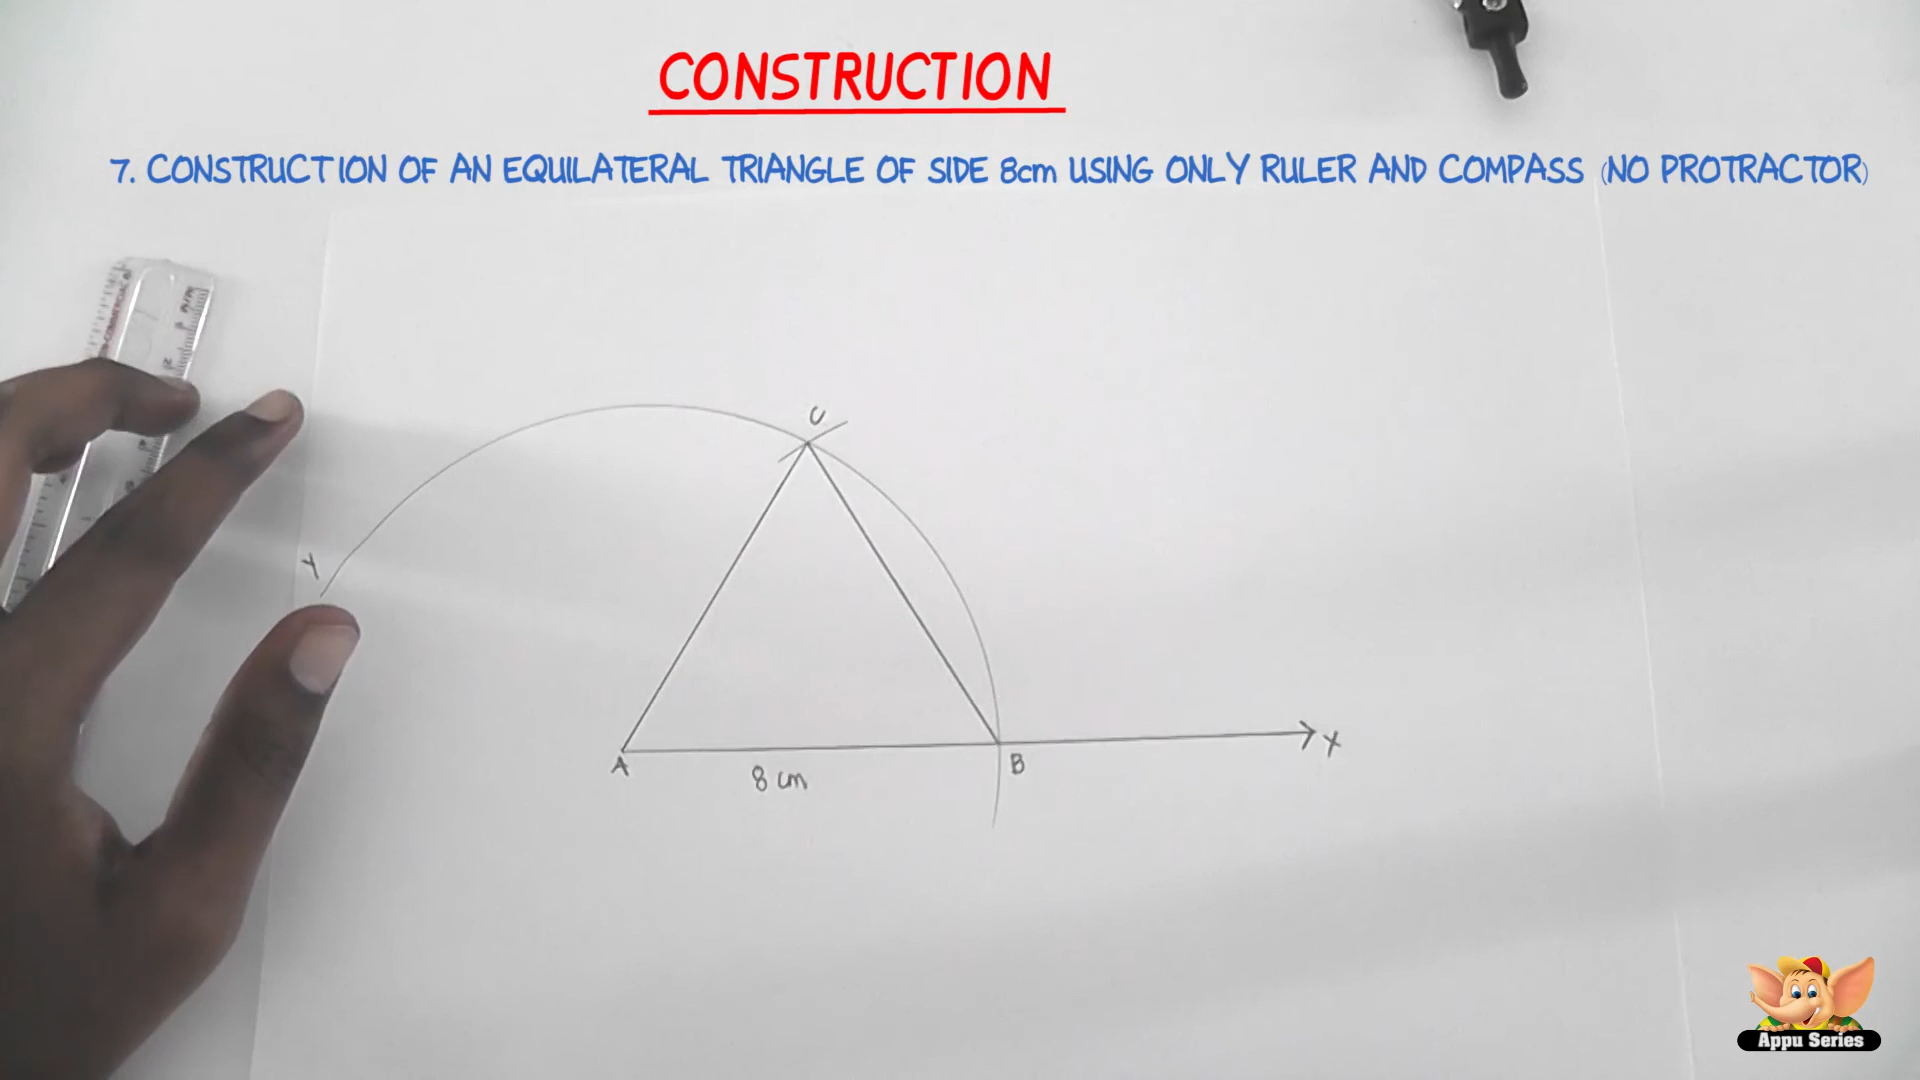 CONSTRUCTION
7. CONSTRUCTION OF AN EQUILATERAL TRIANGLE OF SIDE 8cm USING ONLY RULER AND COMPASS (NO PROTRACTOR)
C
Y
X
A
B
8 cm
Appu Series